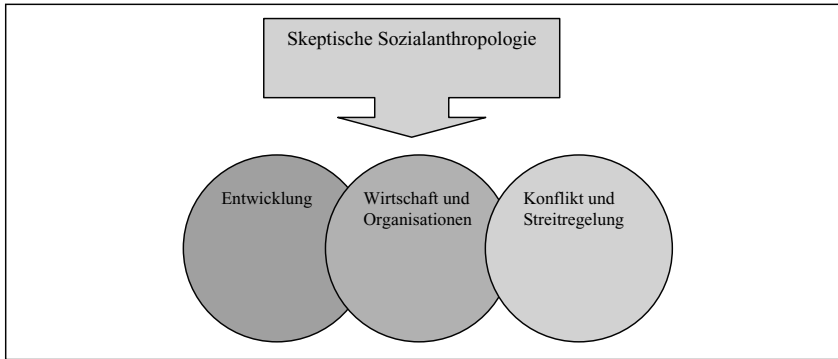 Skeptische Sozialanthropologie
Entwicklung
Wirtschaft und
Organisationen
Konflikt und
Streitregelung